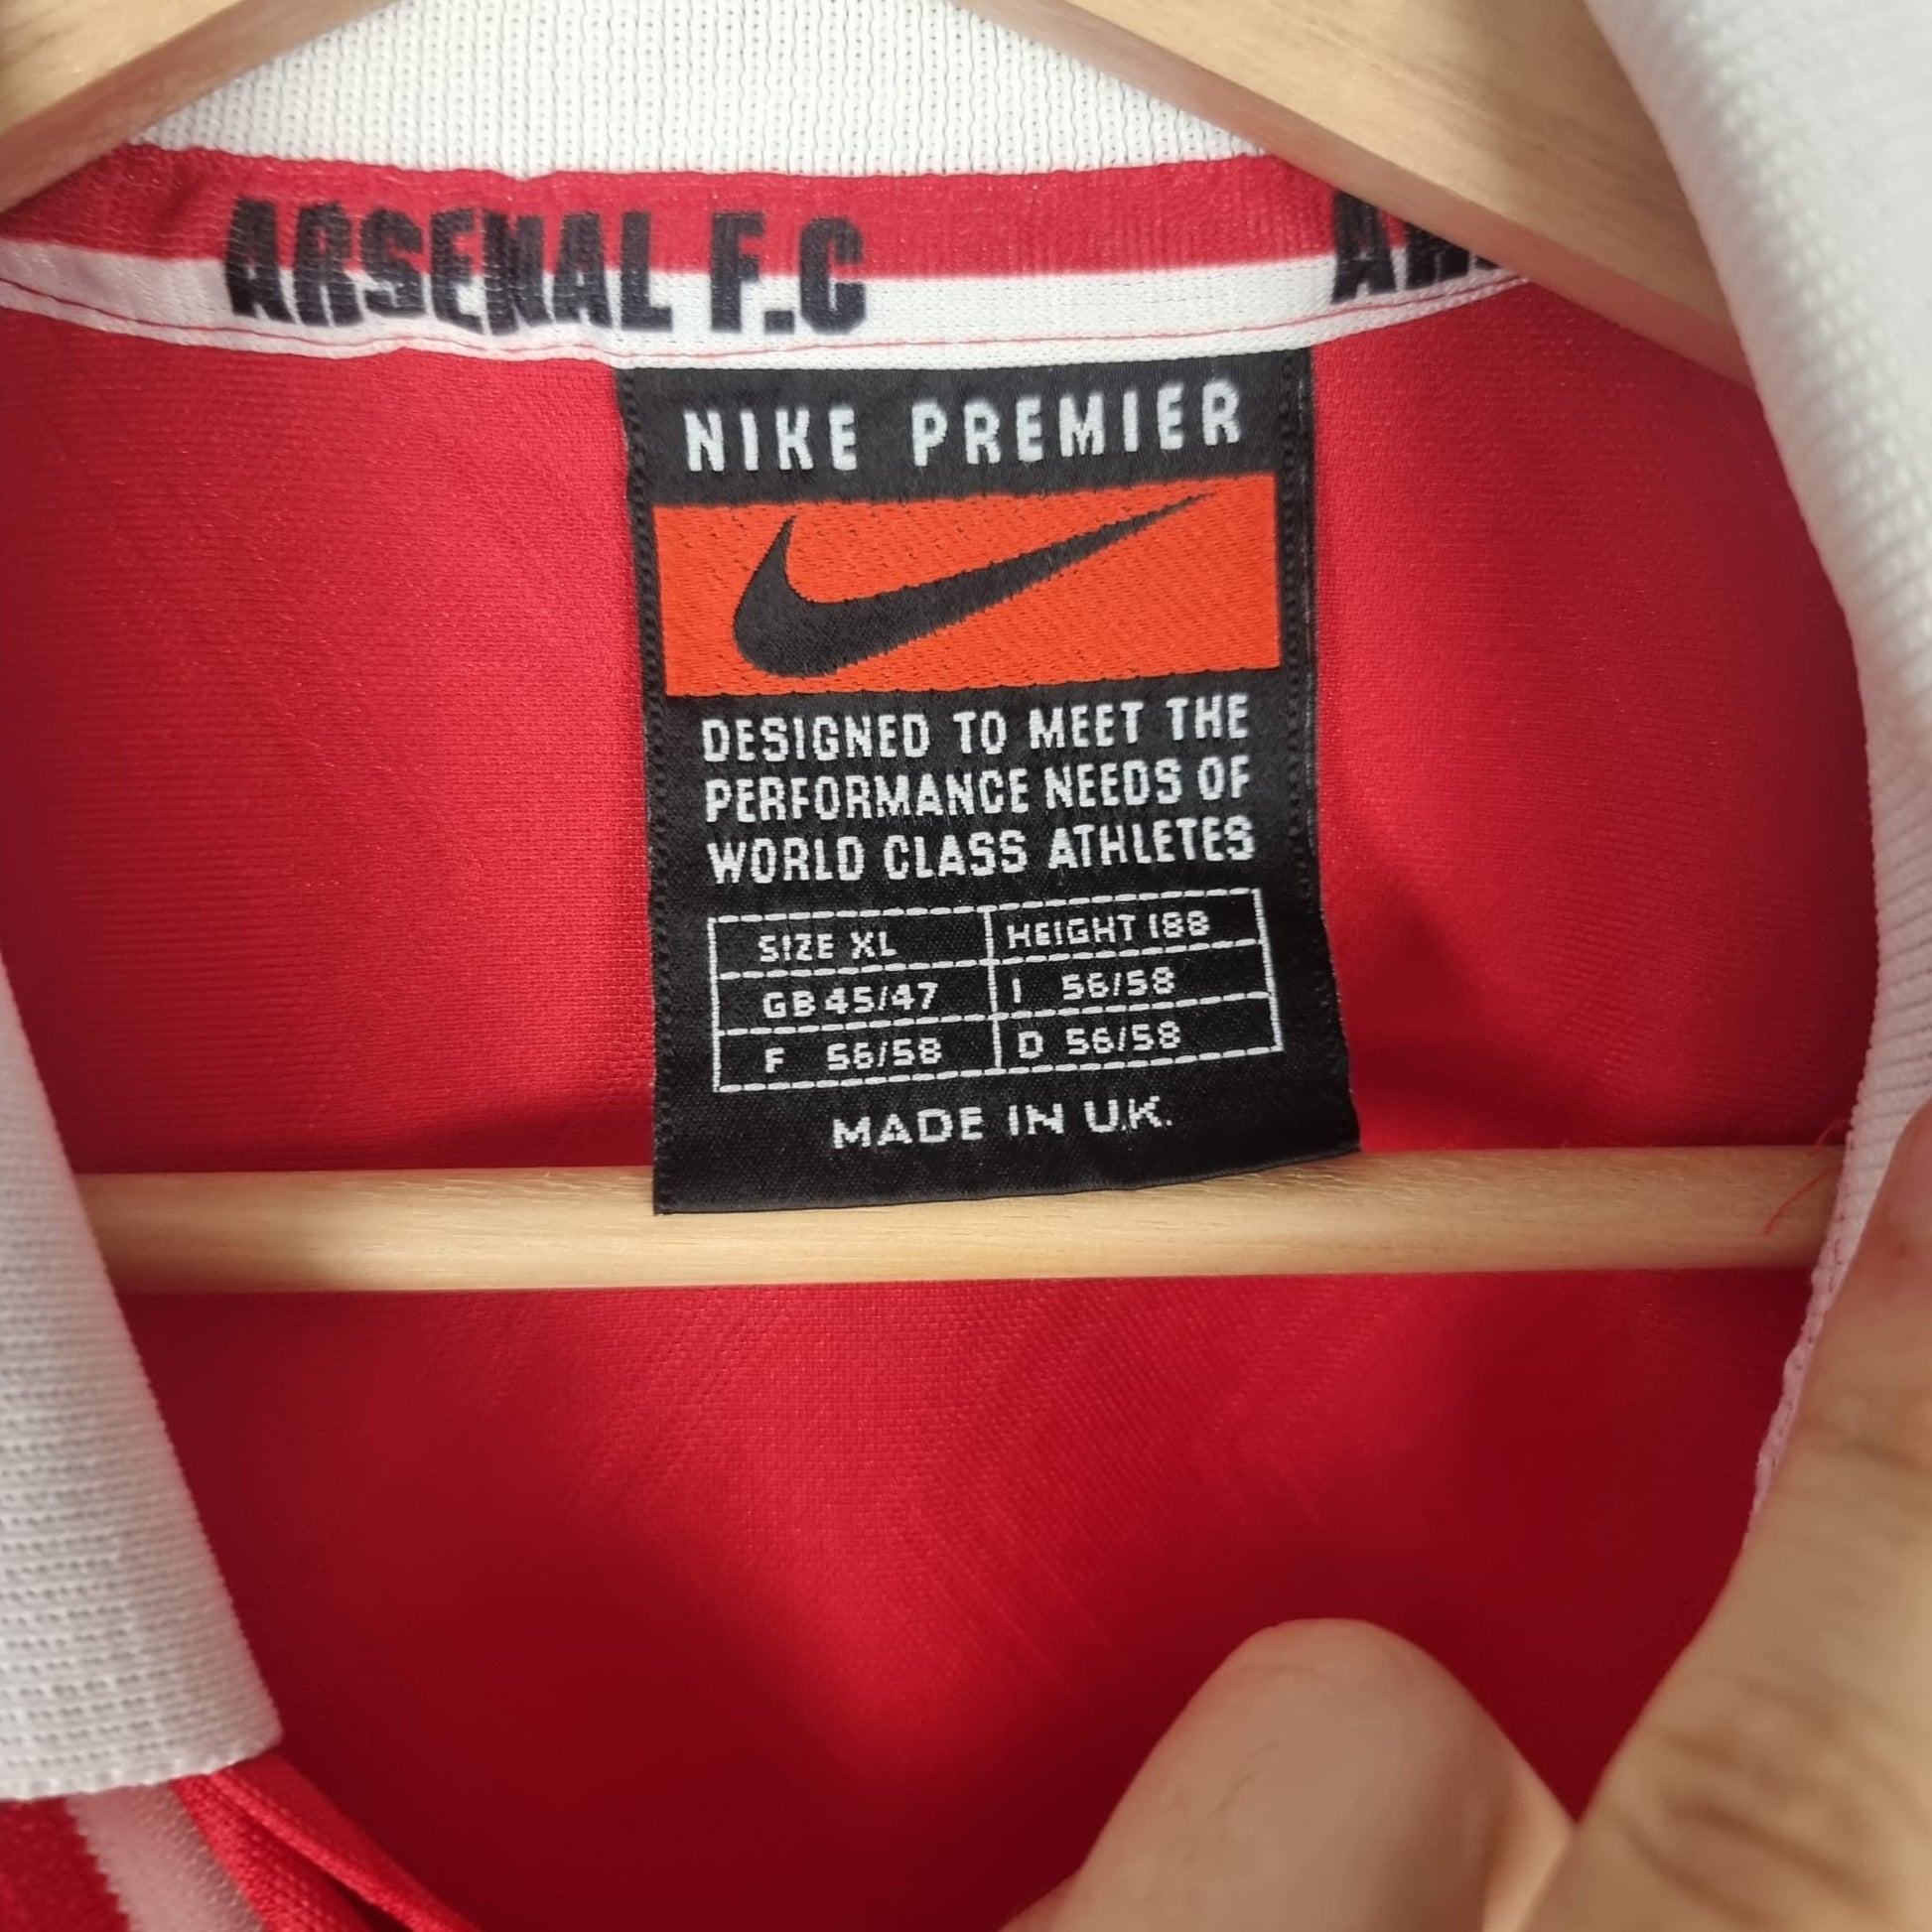 ARSENAL F.C
NIKE PREMIER
DESIGNED TO MEET THE
PERFORMANCE NEEDS OF
WORLD CLASS ATHLETES
SIZE XL HEIGHT 188
GB 45/47 I 56/58
F 56/58 D 56/58
MADE IN U.K.